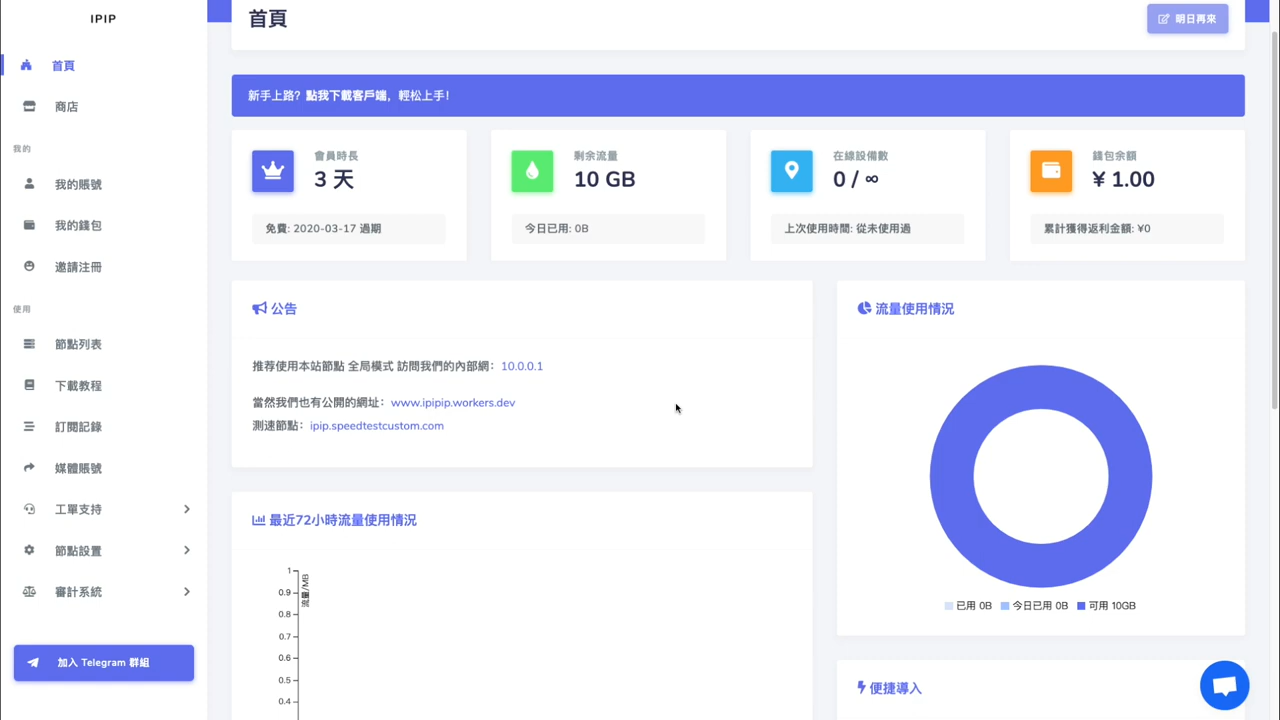 IPIP
首頁
商店
我的
我的賬號
我的錢包
邀請注冊
使用
節點列表
下載教程
訂閱記錄
媒體賬號
工單支持
節點設置
審計系統
加入 Telegram 群組
首頁
明日再來
新手上路? 點我下載客戶端，輕松上手！
會員時長
3 天
免費: 2020-03-17 過期
剩余流量
10 GB
今日已用: 0B
在線設備數
0 / ∞
上次使用時間: 從未使用過
錢包余額
¥ 1.00
累計獲得返利金額: ¥0
公告
推荐使用本站節點 全局模式 訪問我們的內部網：10.0.0.1
當然我們也有公開的網址：www.ipipip.workers.dev
測速節點：ipip.speedtestcustom.com
流量使用情況
已用 0B 今日已用 0B 可用 10GB
最近72小時流量使用情況
流量/MB
1
0.9
0.8
0.7
0.6
0.5
0.4
便捷導入